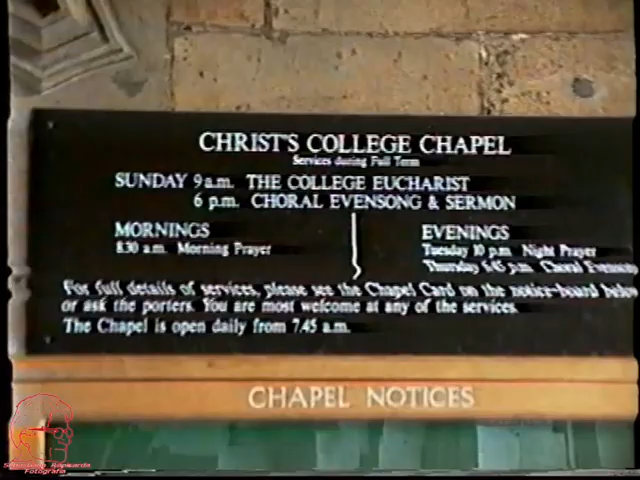 CHRIST'S COLLEGE CHAPEL
Services during Full Term
SUNDAY 9 a.m. THE COLLEGE EUCHARIST
6 p.m. CHORAL EVENSONG & SERMON
MORNINGS
8.30 a.m. Morning Prayer
EVENINGS
Tuesday 10 p.m. Night Prayer
Thursday 6.45 p.m. Choral Evensong
For full details of services, please see the Chapel Card on the notice-board below
or ask the porters. You are most welcome at any of the services.
The Chapel is open daily from 7.45 a.m.
CHAPEL NOTICES
Fotografia